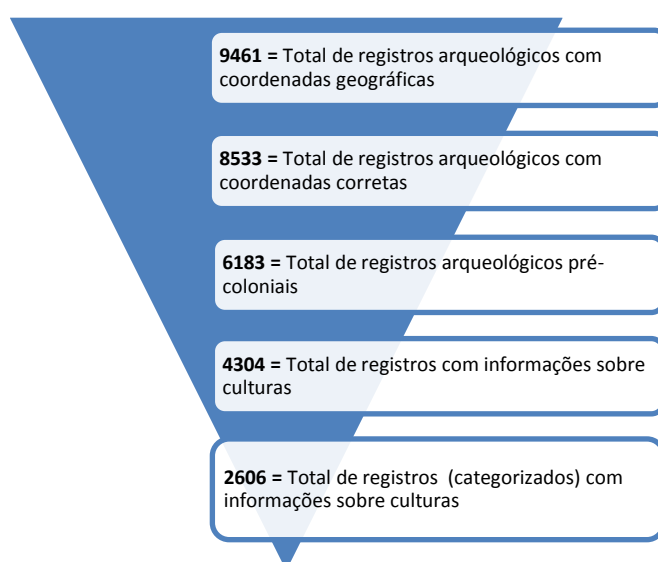 9461 = Total de registros arqueológicos com
coordenadas geográficas
8533 = Total de registros arqueológicos com
coordenadas corretas
6183 = Total de registros arqueológicos pré-
coloniais
4304 = Total de registros com informações sobre
culturas
2606 = Total de registros (categorizados) com
informações sobre culturas